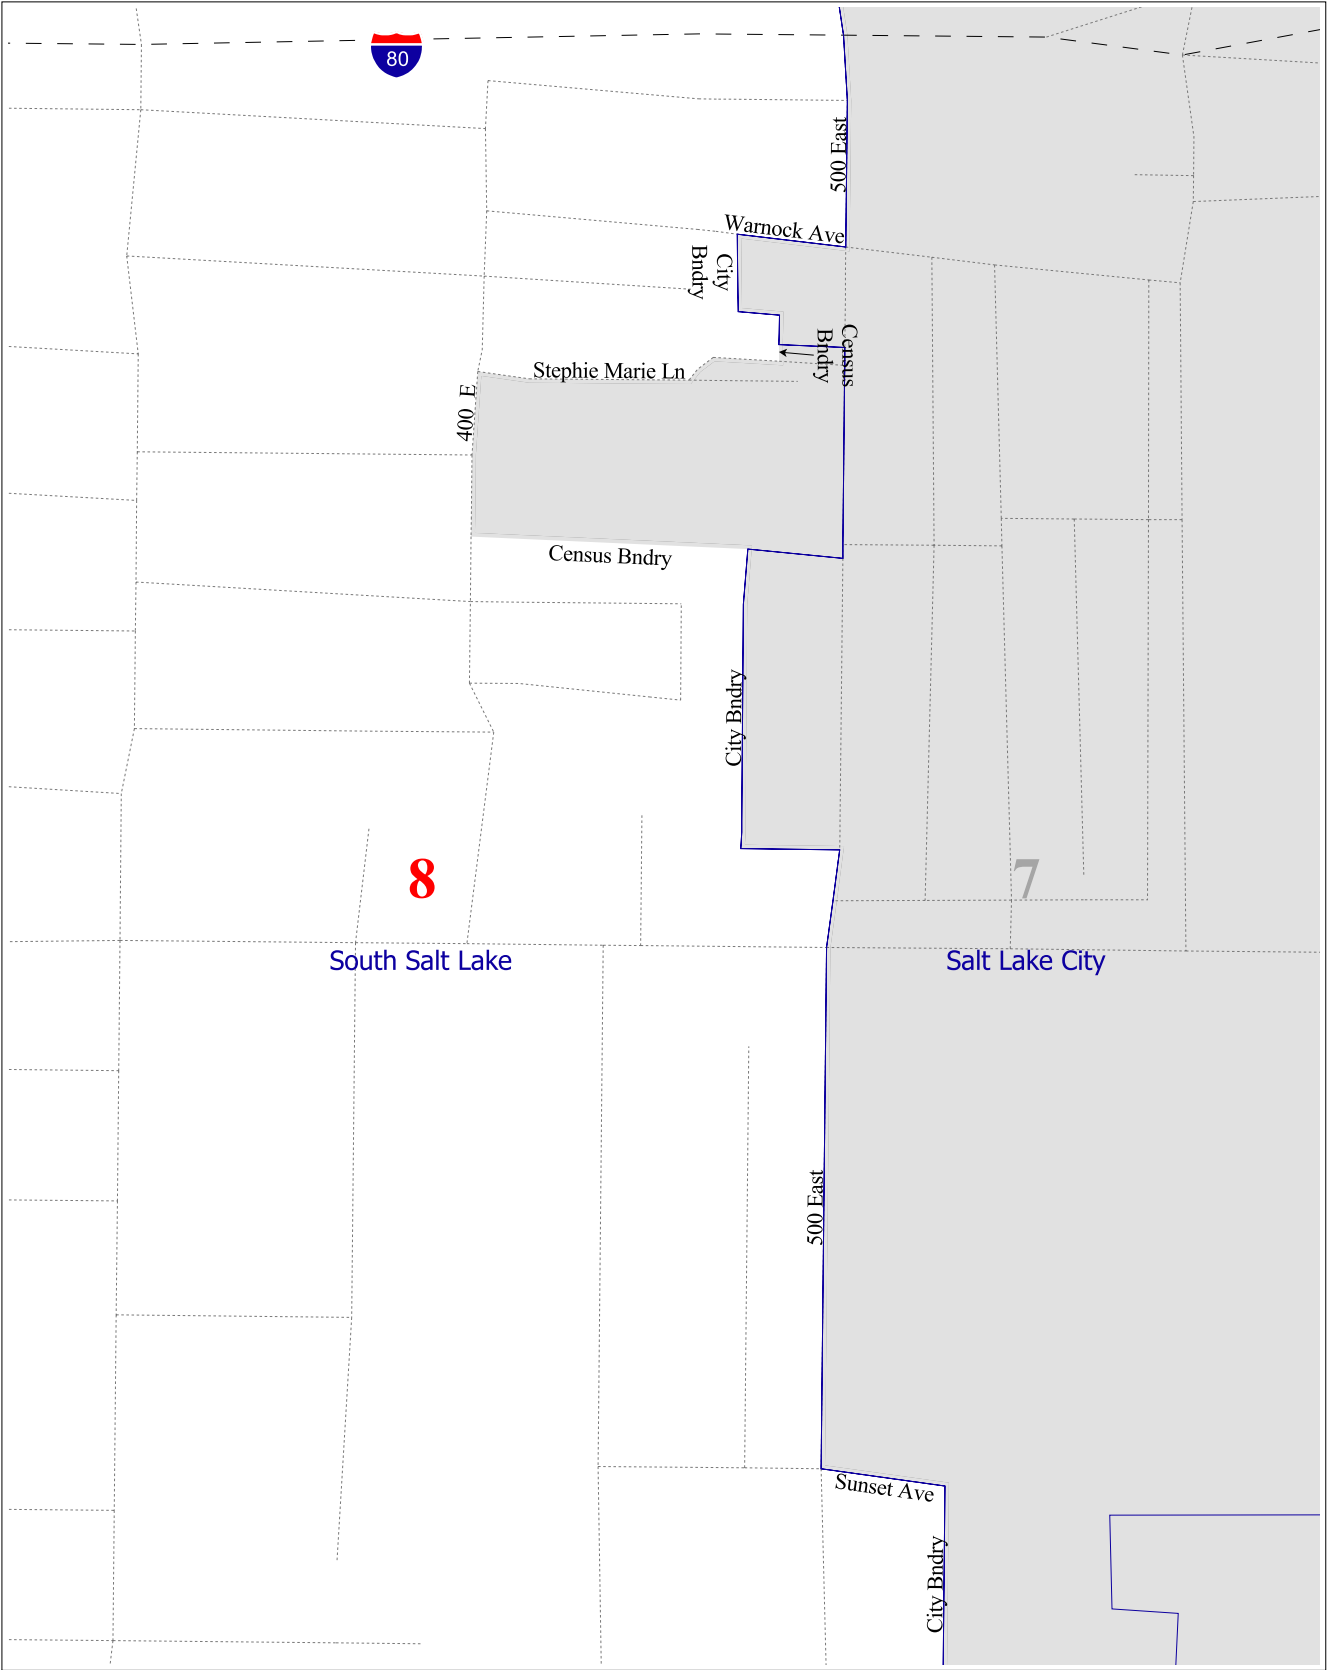 80
500 East
Warnock Ave
City
Bndry
Census
Bndry
Stephie Marie Ln
400 E
Census Bndry
City Bndry
8
7
South Salt Lake
Salt Lake City
500 East
Sunset Ave
City Bndry